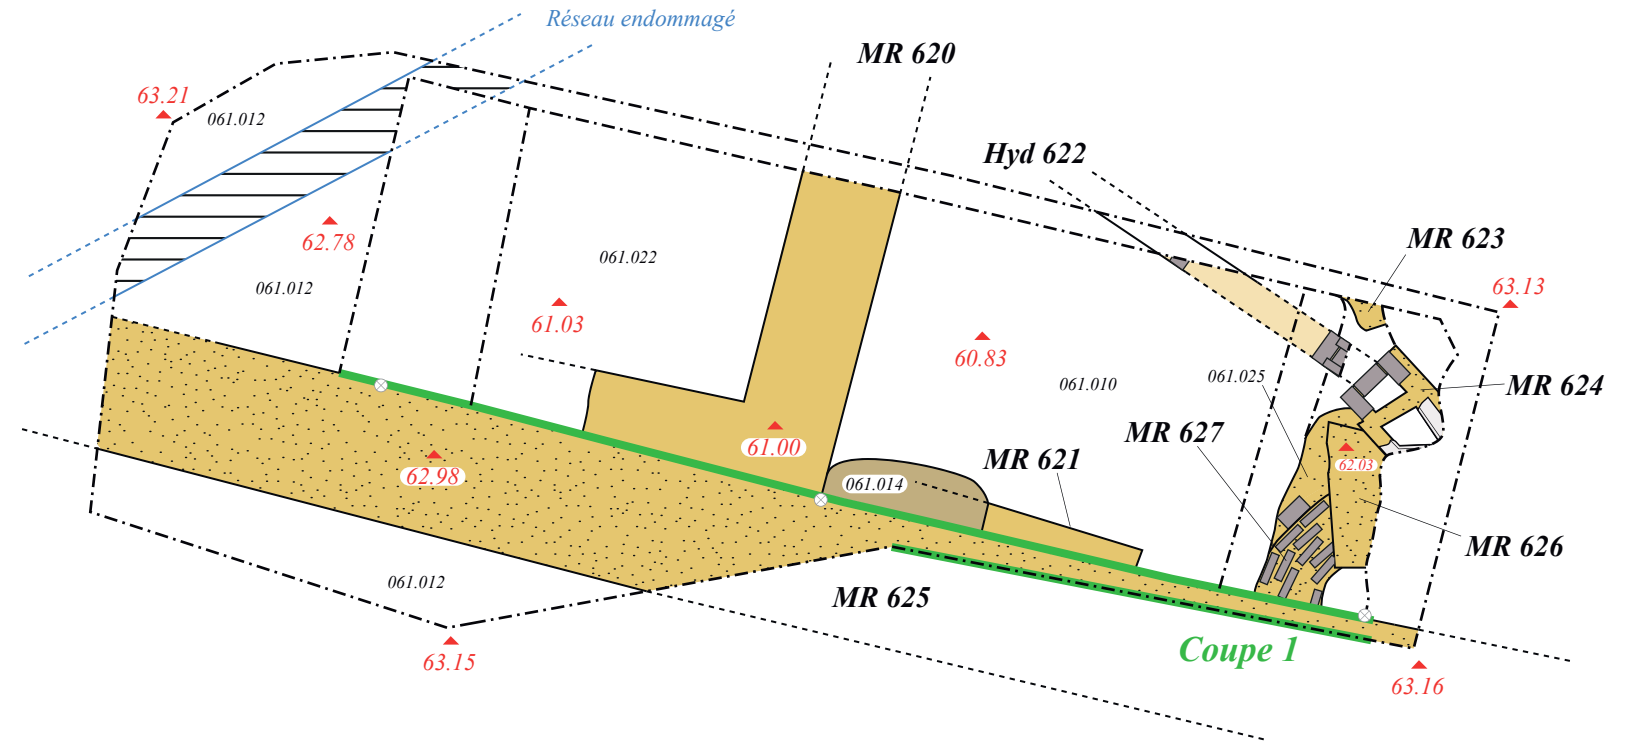 Réseau endommagé
MR 620
63.21
061.012
Hyd 622
62.78
061.022
MR 623
061.012
63.13
61.03
60.83
061.010
061.025
MR 624
MR 627
61.00
MR 621
62.03
62.98
061.014
MR 626
061.012
MR 625
Coupe 1
63.15
63.16